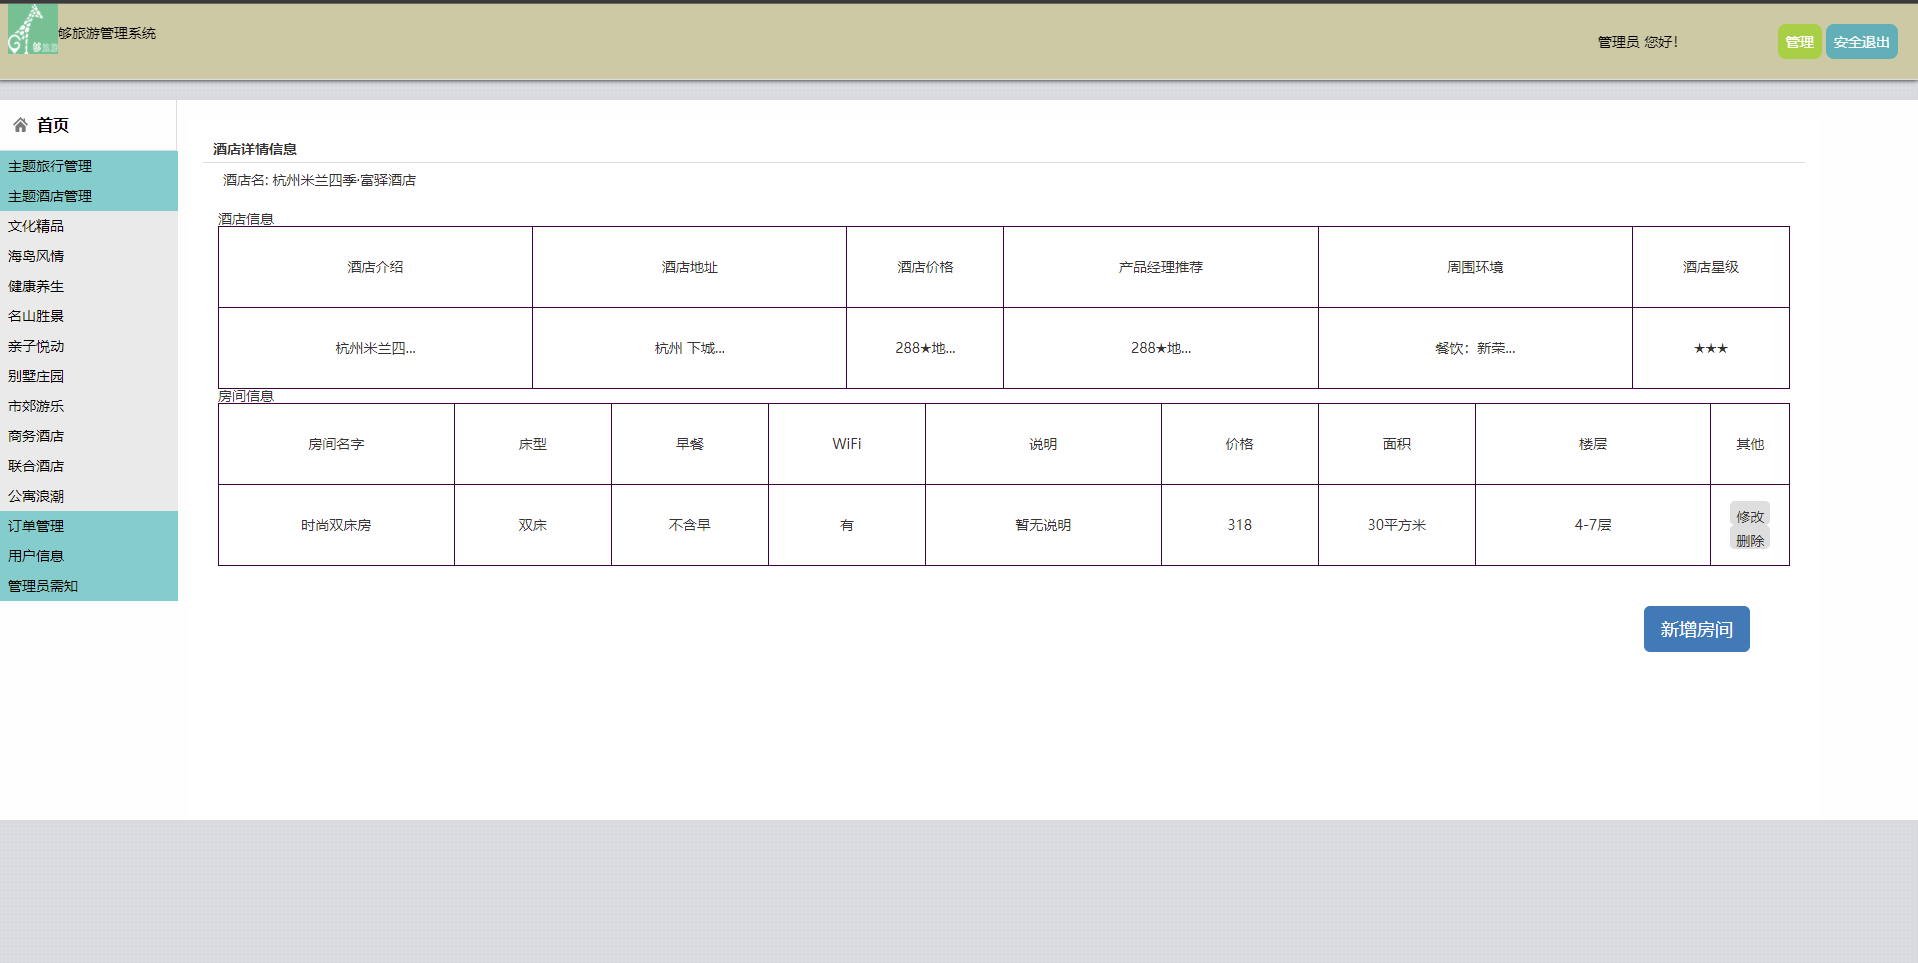 够旅游管理系统
管理员 您好！
管理 安全退出
首页
主题旅行管理
主题酒店管理
文化精品
海岛风情
健康养生
名山胜景
亲子悦动
别墅庄园
市郊游乐
商务酒店
联合酒店
公寓浪潮
订单管理
用户信息
管理员需知
酒店详情信息
酒店名: 杭州米兰四季·富驿酒店
酒店信息
酒店介绍 酒店地址 酒店价格 产品经理推荐 周围环境 酒店星级
杭州米兰四... 杭州 下城... 288★地... 288★地... 餐饮：新荣... ★★★
房间信息
房间名字 床型 早餐 WiFi 说明 价格 面积 楼层 其他
时尚双床房 双床 不含早 有 暂无说明 318 30平方米 4-7层 修改
删除
新增房间